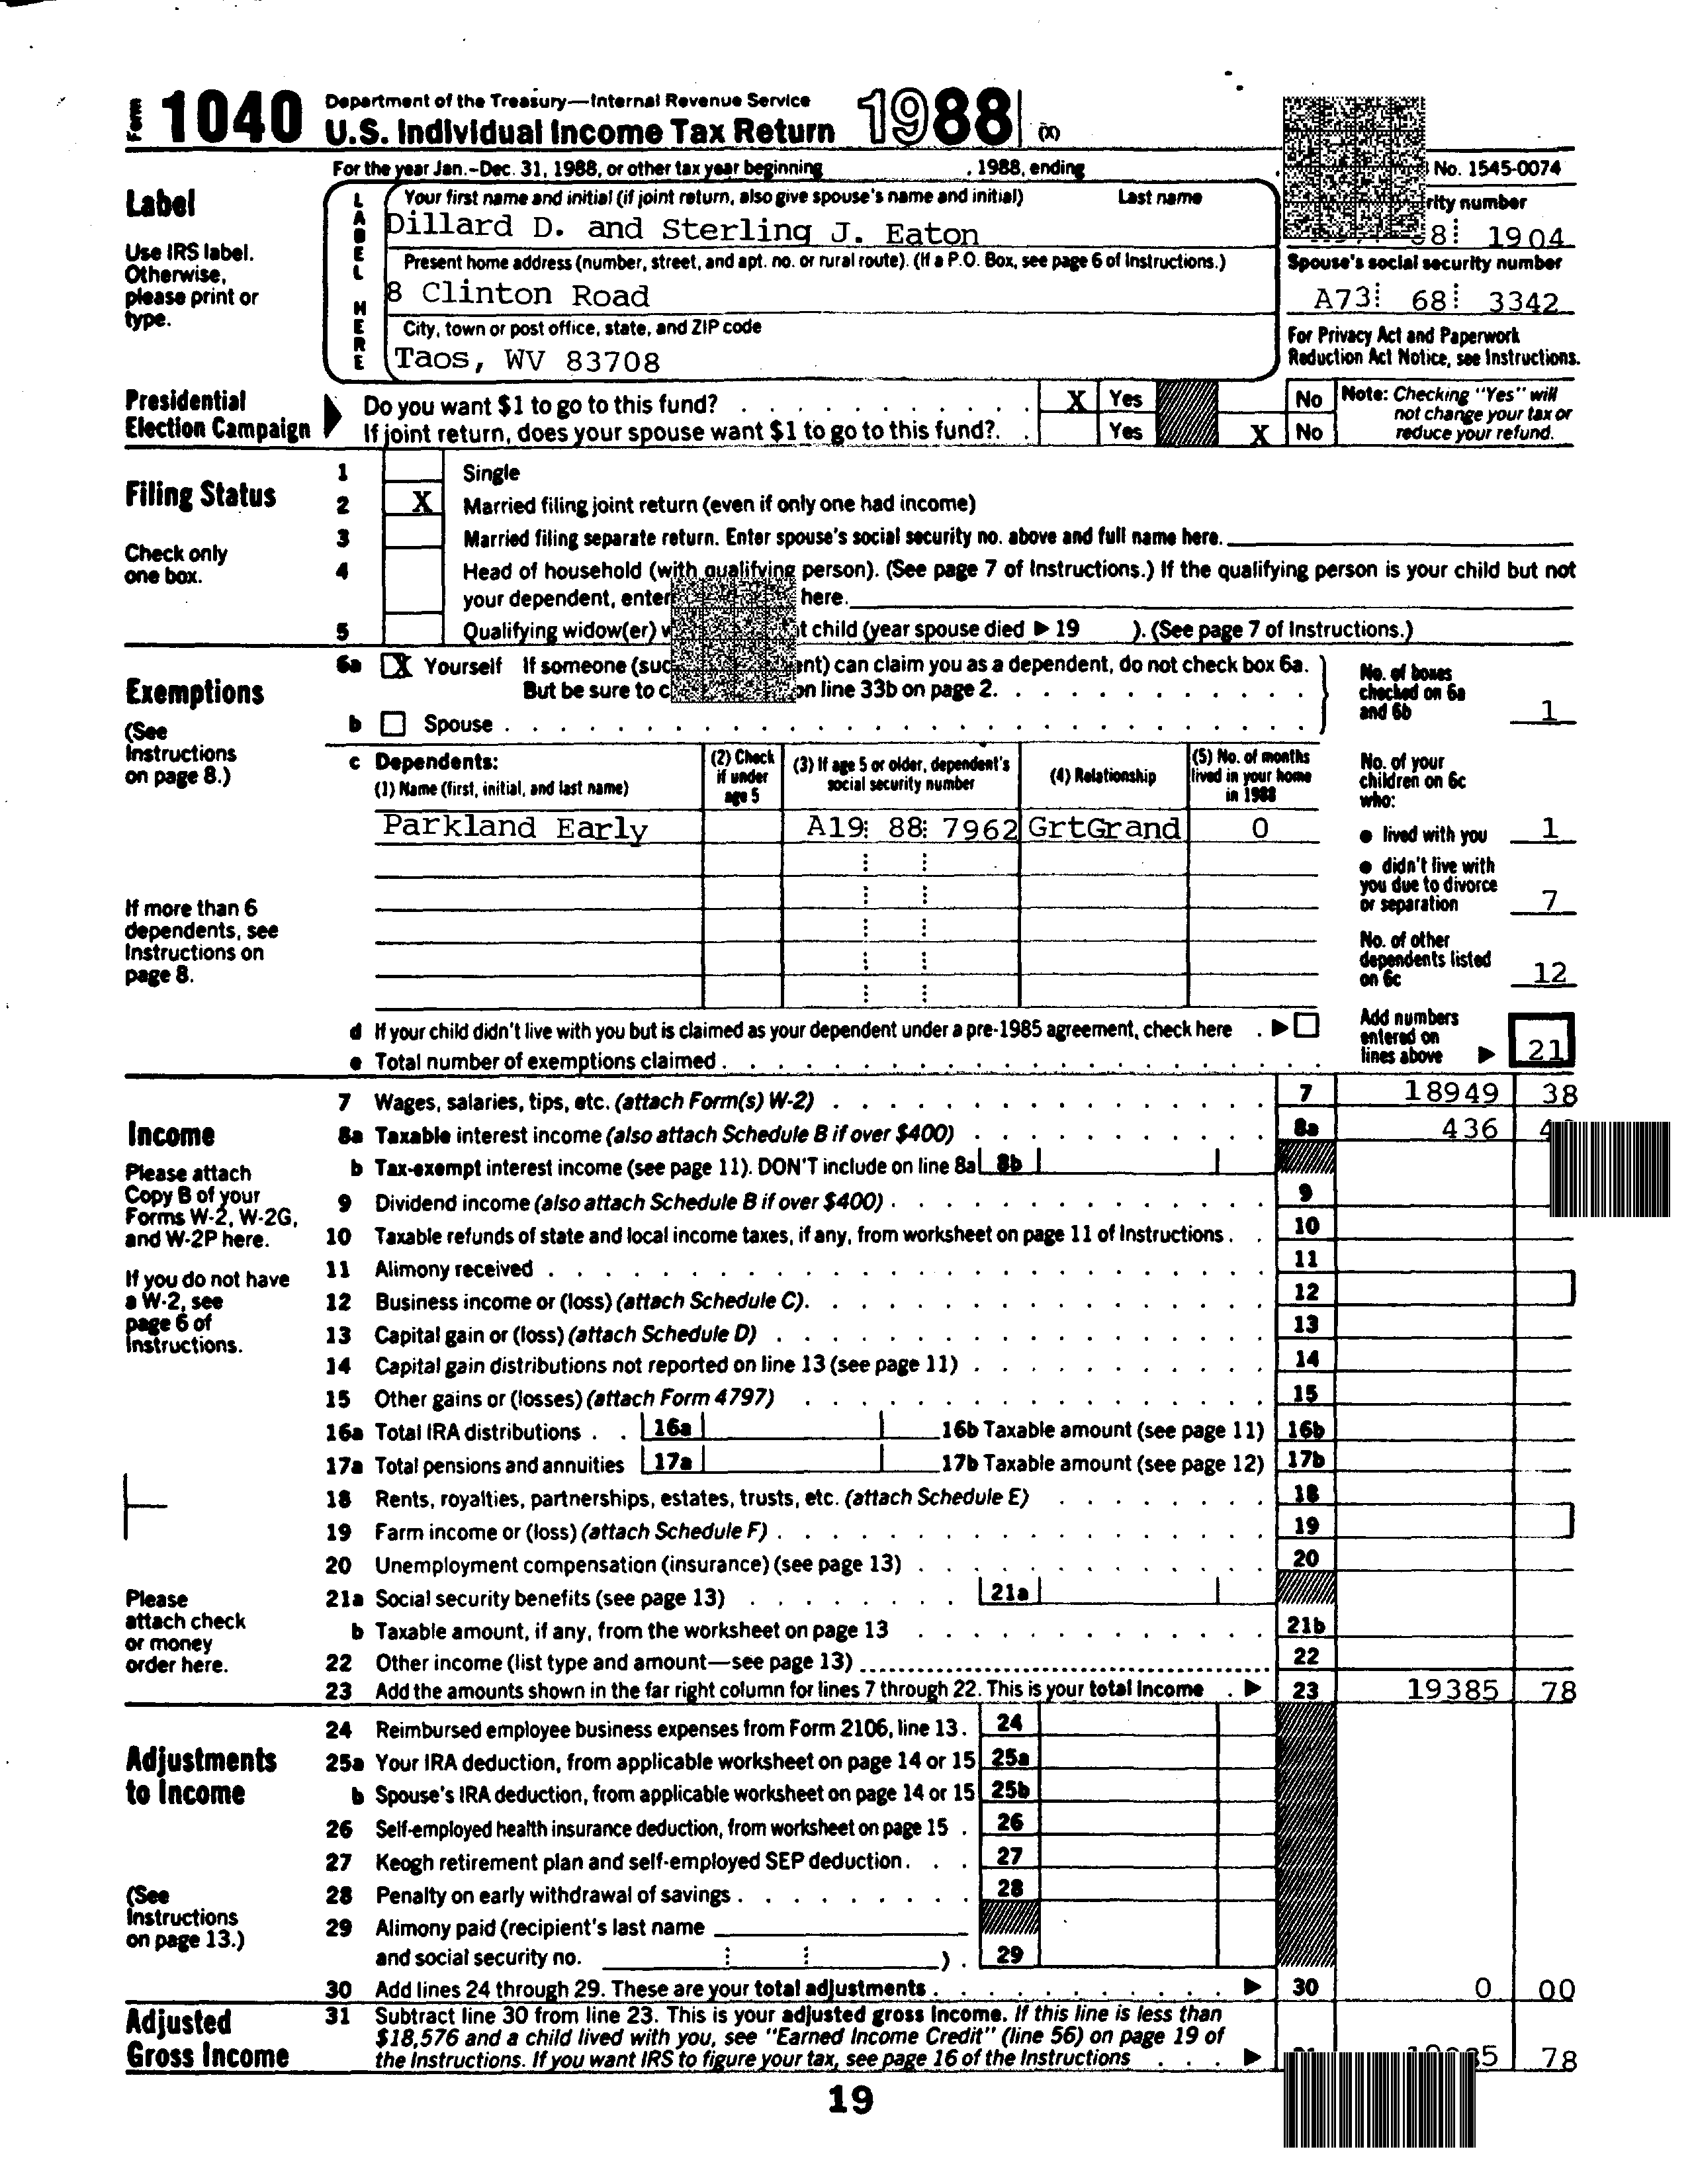 Form 1040 Department of the Treasury—Internal Revenue Service
U.S. Individual Income Tax Return 1988 (X)
For the year Jan.-Dec. 31, 1988, or other tax year beginning , 1988, ending No. 1545-0074
Label
Use IRS label.
Otherwise,
please print or
type.
LABEL HERE
Your first name and initial (if joint return, also give spouse's name and initial) Last name
Dillard D. and Sterling J. Eaton
number
8 1904
Present home address (number, street, and apt. no. or rural route). (If a P.O. Box, see page 6 of Instructions.)
8 Clinton Road
Spouse's social security number
A73 68 3342
City, town or post office, state, and ZIP code
Taos, WV 83708
For Privacy Act and Paperwork
Reduction Act Notice, see Instructions.
Presidential
Election Campaign
Do you want $1 to go to this fund? X Yes No
If joint return, does your spouse want $1 to go to this fund? Yes X No
Note: Checking "Yes" will
not change your tax or
reduce your refund.
Filing Status
Check only
one box.
1 Single
2 X Married filing joint return (even if only one had income)
3 Married filing separate return. Enter spouse's social security no. above and full name here.
4 Head of household (with qualifying person). (See page 7 of Instructions.) If the qualifying person is your child but not
your dependent, enter here.
5 Qualifying widow(er) child (year spouse died ▶ 19 ). (See page 7 of Instructions.)
Exemptions
(See
Instructions
on page 8.)
6a X Yourself If someone can claim you as a dependent, do not check box 6a.
But be sure to on line 33b on page 2.
b Spouse
No. of boxes
checked on 6a
and 6b 1
c Dependents:
(1) Name (first, initial, and last name)
(2) Check
if under
age 5
(3) If age 5 or older, dependent's
social security number
(4) Relationship
(5) No. of months
lived in your home
in 1988
Parkland Early A19 88 7962 GrtGrand 0
If more than 6
dependents, see
Instructions on
page 8.
No. of your
children on 6c
who:
● lived with you 1
● didn't live with
you due to divorce
or separation 7
No. of other
dependents listed
on 6c 12
d If your child didn't live with you but is claimed as your dependent under a pre-1985 agreement, check here ▶
e Total number of exemptions claimed
Add numbers
entered on
lines above ▶ 21
Income
Please attach
Copy B of your
Forms W-2, W-2G,
and W-2P here.
If you do not have
a W-2, see
page 6 of
Instructions.
Please
attach check
or money
order here.
7 Wages, salaries, tips, etc. (attach Form(s) W-2) 7 18949 38
8a Taxable interest income (also attach Schedule B if over $400) 8a 436
b Tax-exempt interest income (see page 11). DON'T include on line 8a 8b
9 Dividend income (also attach Schedule B if over $400) 9
10 Taxable refunds of state and local income taxes, if any, from worksheet on page 11 of Instructions 10
11 Alimony received 11
12 Business income or (loss) (attach Schedule C) 12
13 Capital gain or (loss) (attach Schedule D) 13
14 Capital gain distributions not reported on line 13 (see page 11) 14
15 Other gains or (losses) (attach Form 4797) 15
16a Total IRA distributions 16a 16b Taxable amount (see page 11) 16b
17a Total pensions and annuities 17a 17b Taxable amount (see page 12) 17b
18 Rents, royalties, partnerships, estates, trusts, etc. (attach Schedule E) 18
19 Farm income or (loss) (attach Schedule F) 19
20 Unemployment compensation (insurance) (see page 13) 20
21a Social security benefits (see page 13) 21a
b Taxable amount, if any, from the worksheet on page 13 21b
22 Other income (list type and amount—see page 13) 22
23 Add the amounts shown in the far right column for lines 7 through 22. This is your total income ▶ 23 19385 78
Adjustments
to Income
(See
Instructions
on page 13.)
24 Reimbursed employee business expenses from Form 2106, line 13. 24
25a Your IRA deduction, from applicable worksheet on page 14 or 15 25a
b Spouse's IRA deduction, from applicable worksheet on page 14 or 15 25b
26 Self-employed health insurance deduction, from worksheet on page 15 26
27 Keogh retirement plan and self-employed SEP deduction 27
28 Penalty on early withdrawal of savings 28
29 Alimony paid (recipient's last name
and social security no. ) 29
30 Add lines 24 through 29. These are your total adjustments ▶ 30 0 00
Adjusted
Gross Income
31 Subtract line 30 from line 23. This is your adjusted gross income. If this line is less than
$18,576 and a child lived with you, see "Earned Income Credit" (line 56) on page 19 of
the Instructions. If you want IRS to figure your tax, see page 16 of the Instructions ▶ 78
19